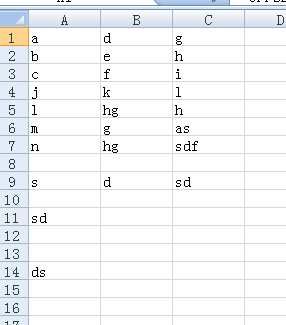 A B C D
1 a d g
2 b e h
3 c f i
4 j k l
5 l hg h
6 m g as
7 n hg sdf
8
9 s d sd
10
11 sd
12
13
14 ds
15
16